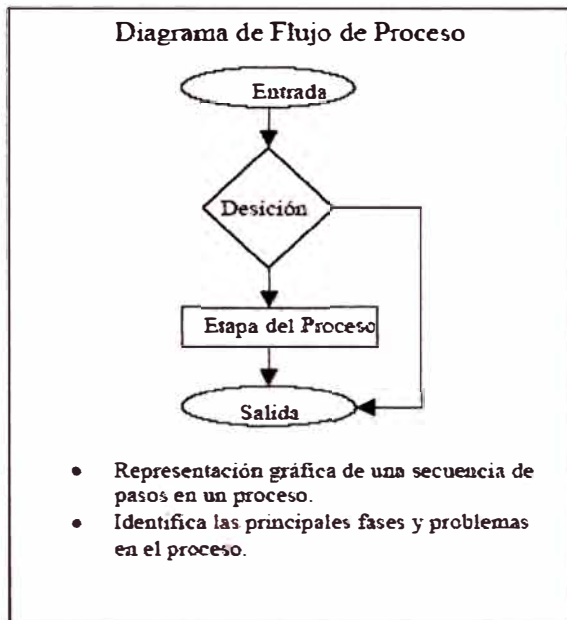 Diagrama de Flujo de Proceso
Entrada
Desición
Etapa del Proceso
Salida
• Representación gráfica de una secuencia de
pasos en un proceso.
• Identifica las principales fases y problemas
en el proceso.